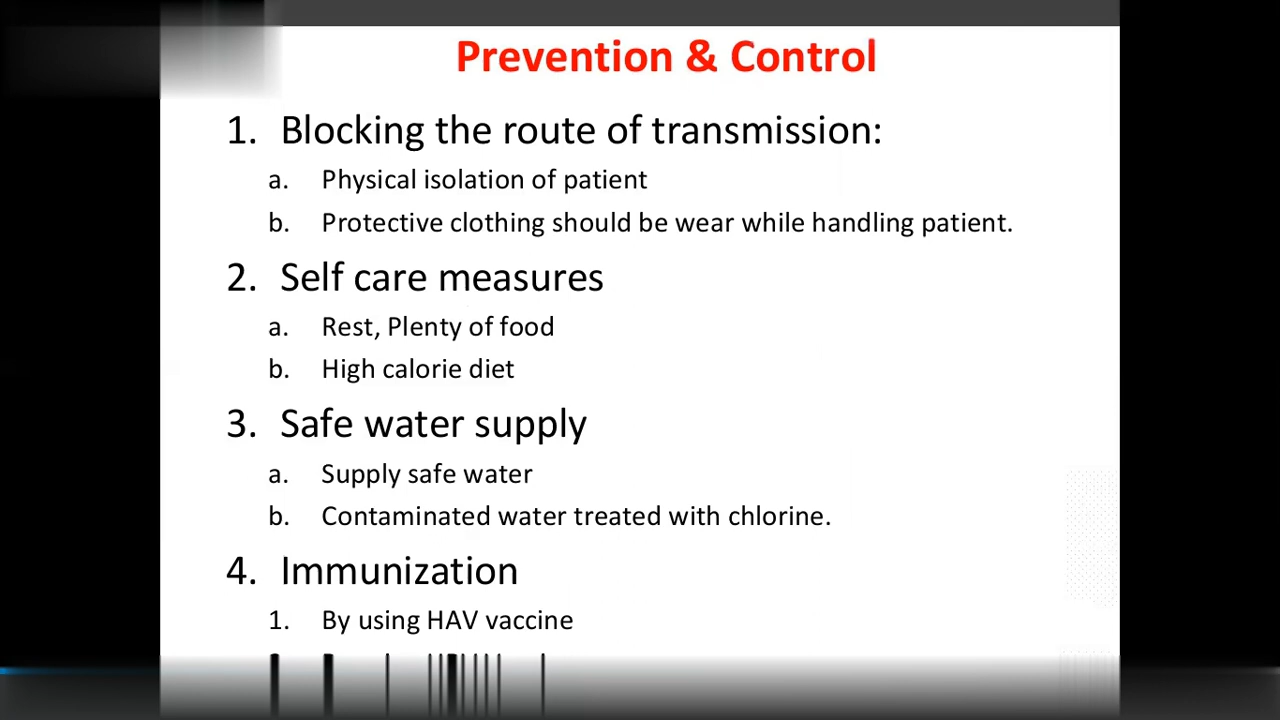 Prevention & Control
1. Blocking the route of transmission:
a. Physical isolation of patient
b. Protective clothing should be wear while handling patient.
2. Self care measures
a. Rest, Plenty of food
b. High calorie diet
3. Safe water supply
a. Supply safe water
b. Contaminated water treated with chlorine.
4. Immunization
1. By using HAV vaccine